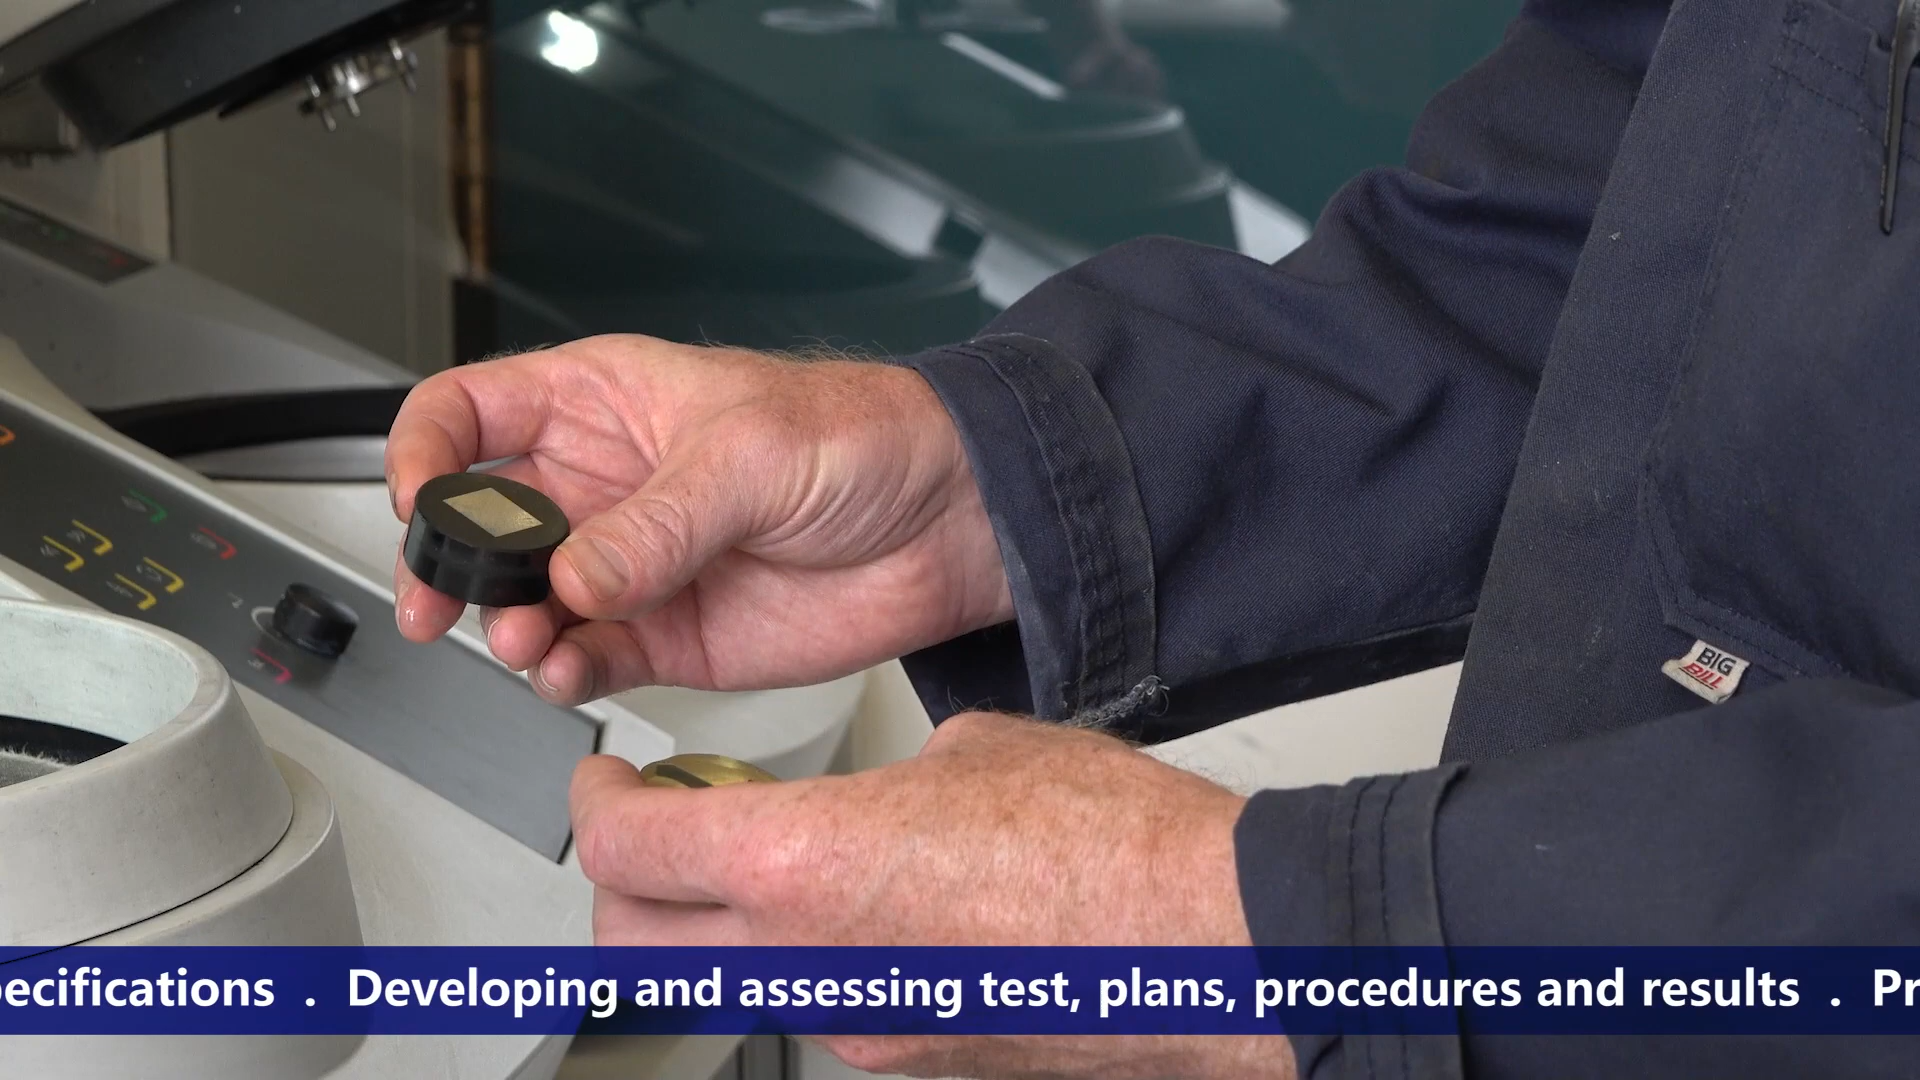 BIG
BILL
ecifications . Developing and assessing test, plans, procedures and results . Pr